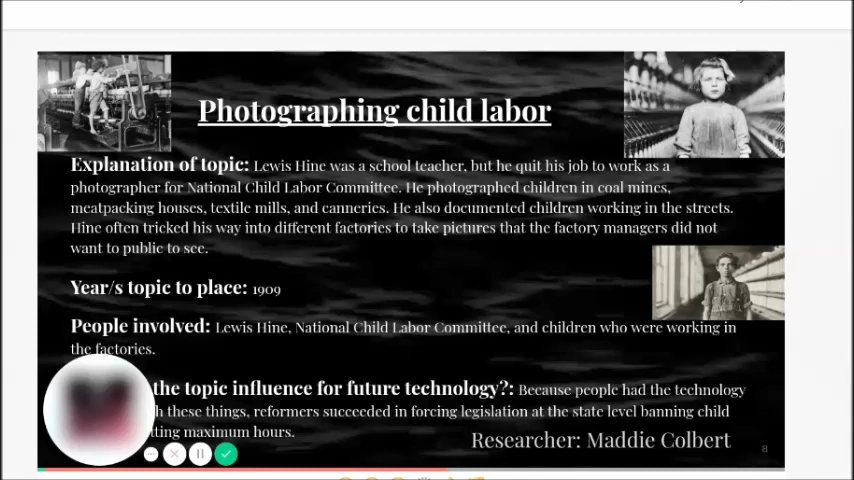 Photographing child labor
Explanation of topic: Lewis Hine was a school teacher, but he quit his job to work as a
photographer for National Child Labor Committee. He photographed children in coal mines,
meatpacking houses, textile mills, and canneries. He also documented children working in the streets.
Hine often tricked his way into different factories to take pictures that the factory managers did not
want to public to see.
Year/s topic to place: 1909
People involved: Lewis Hine, National Child Labor Committee, and children who were working in
the factories.
the topic influence for future technology?: Because people had the technology
these things, reformers succeeded in forcing legislation at the state level banning child
maximum hours.
Researcher: Maddie Colbert
8